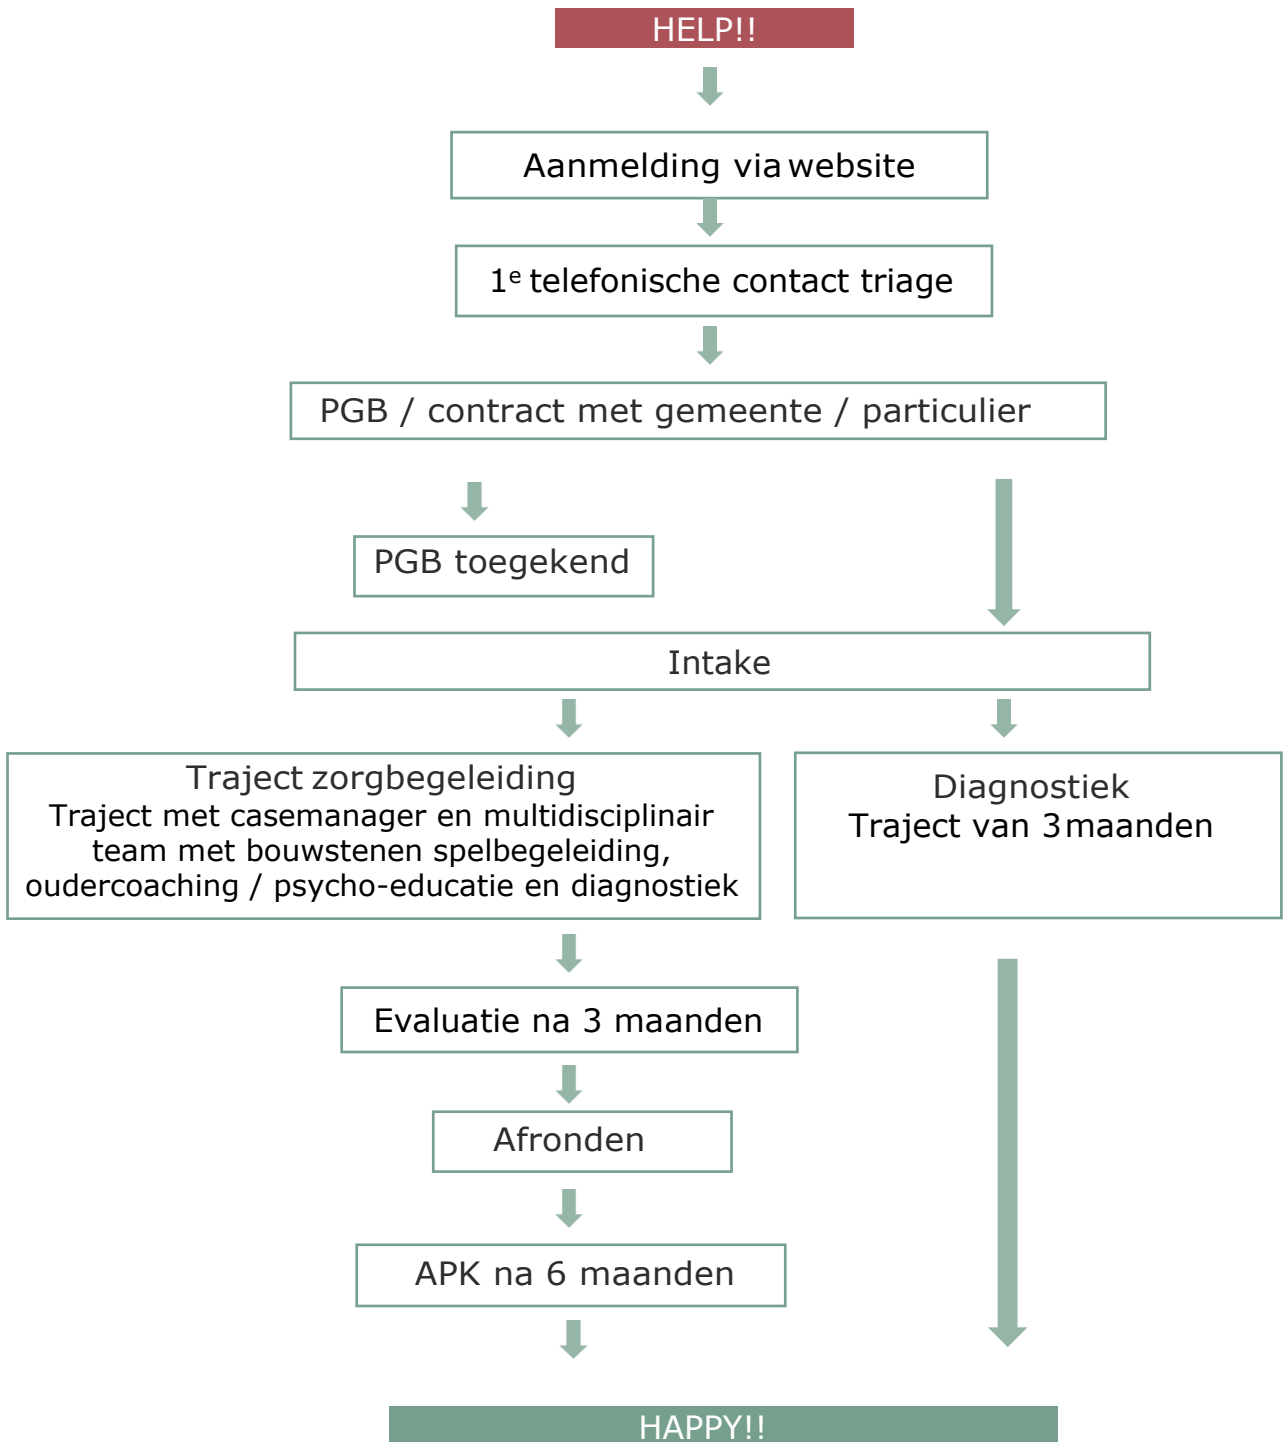 HELP!!
Aanmelding via website
1e telefonische contact triage
PGB / contract met gemeente / particulier
PGB toegekend
Intake
Traject zorgbegeleiding
Traject met casemanager en multidisciplinair
team met bouwstenen spelbegeleiding,
oudercoaching / psycho-educatie en diagnostiek
Diagnostiek
Traject van 3 maanden
Evaluatie na 3 maanden
Afronden
APK na 6 maanden
HAPPY!!